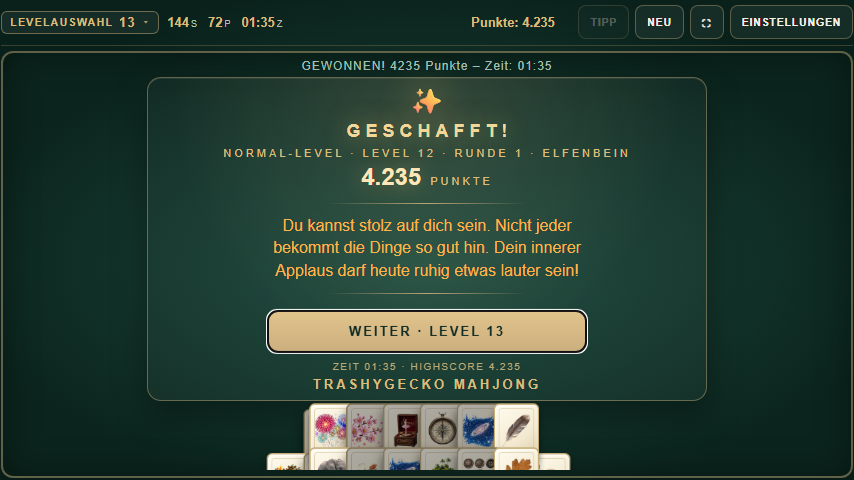 LEVELAUSWAHL 13 144S 72P 01:35Z Punkte: 4.235 TIPP NEU EINSTELLUNGEN
GEWONNEN! 4235 Punkte – Zeit: 01:35
GESCHAFFT!
NORMAL-LEVEL · LEVEL 12 · RUNDE 1 · ELFENBEIN
4.235 PUNKTE
Du kannst stolz auf dich sein. Nicht jeder
bekommt die Dinge so gut hin. Dein innerer
Applaus darf heute ruhig etwas lauter sein!
WEITER · LEVEL 13
ZEIT 01:35 · HIGHSCORE 4.235
TRASHYGECKO MAHJONG